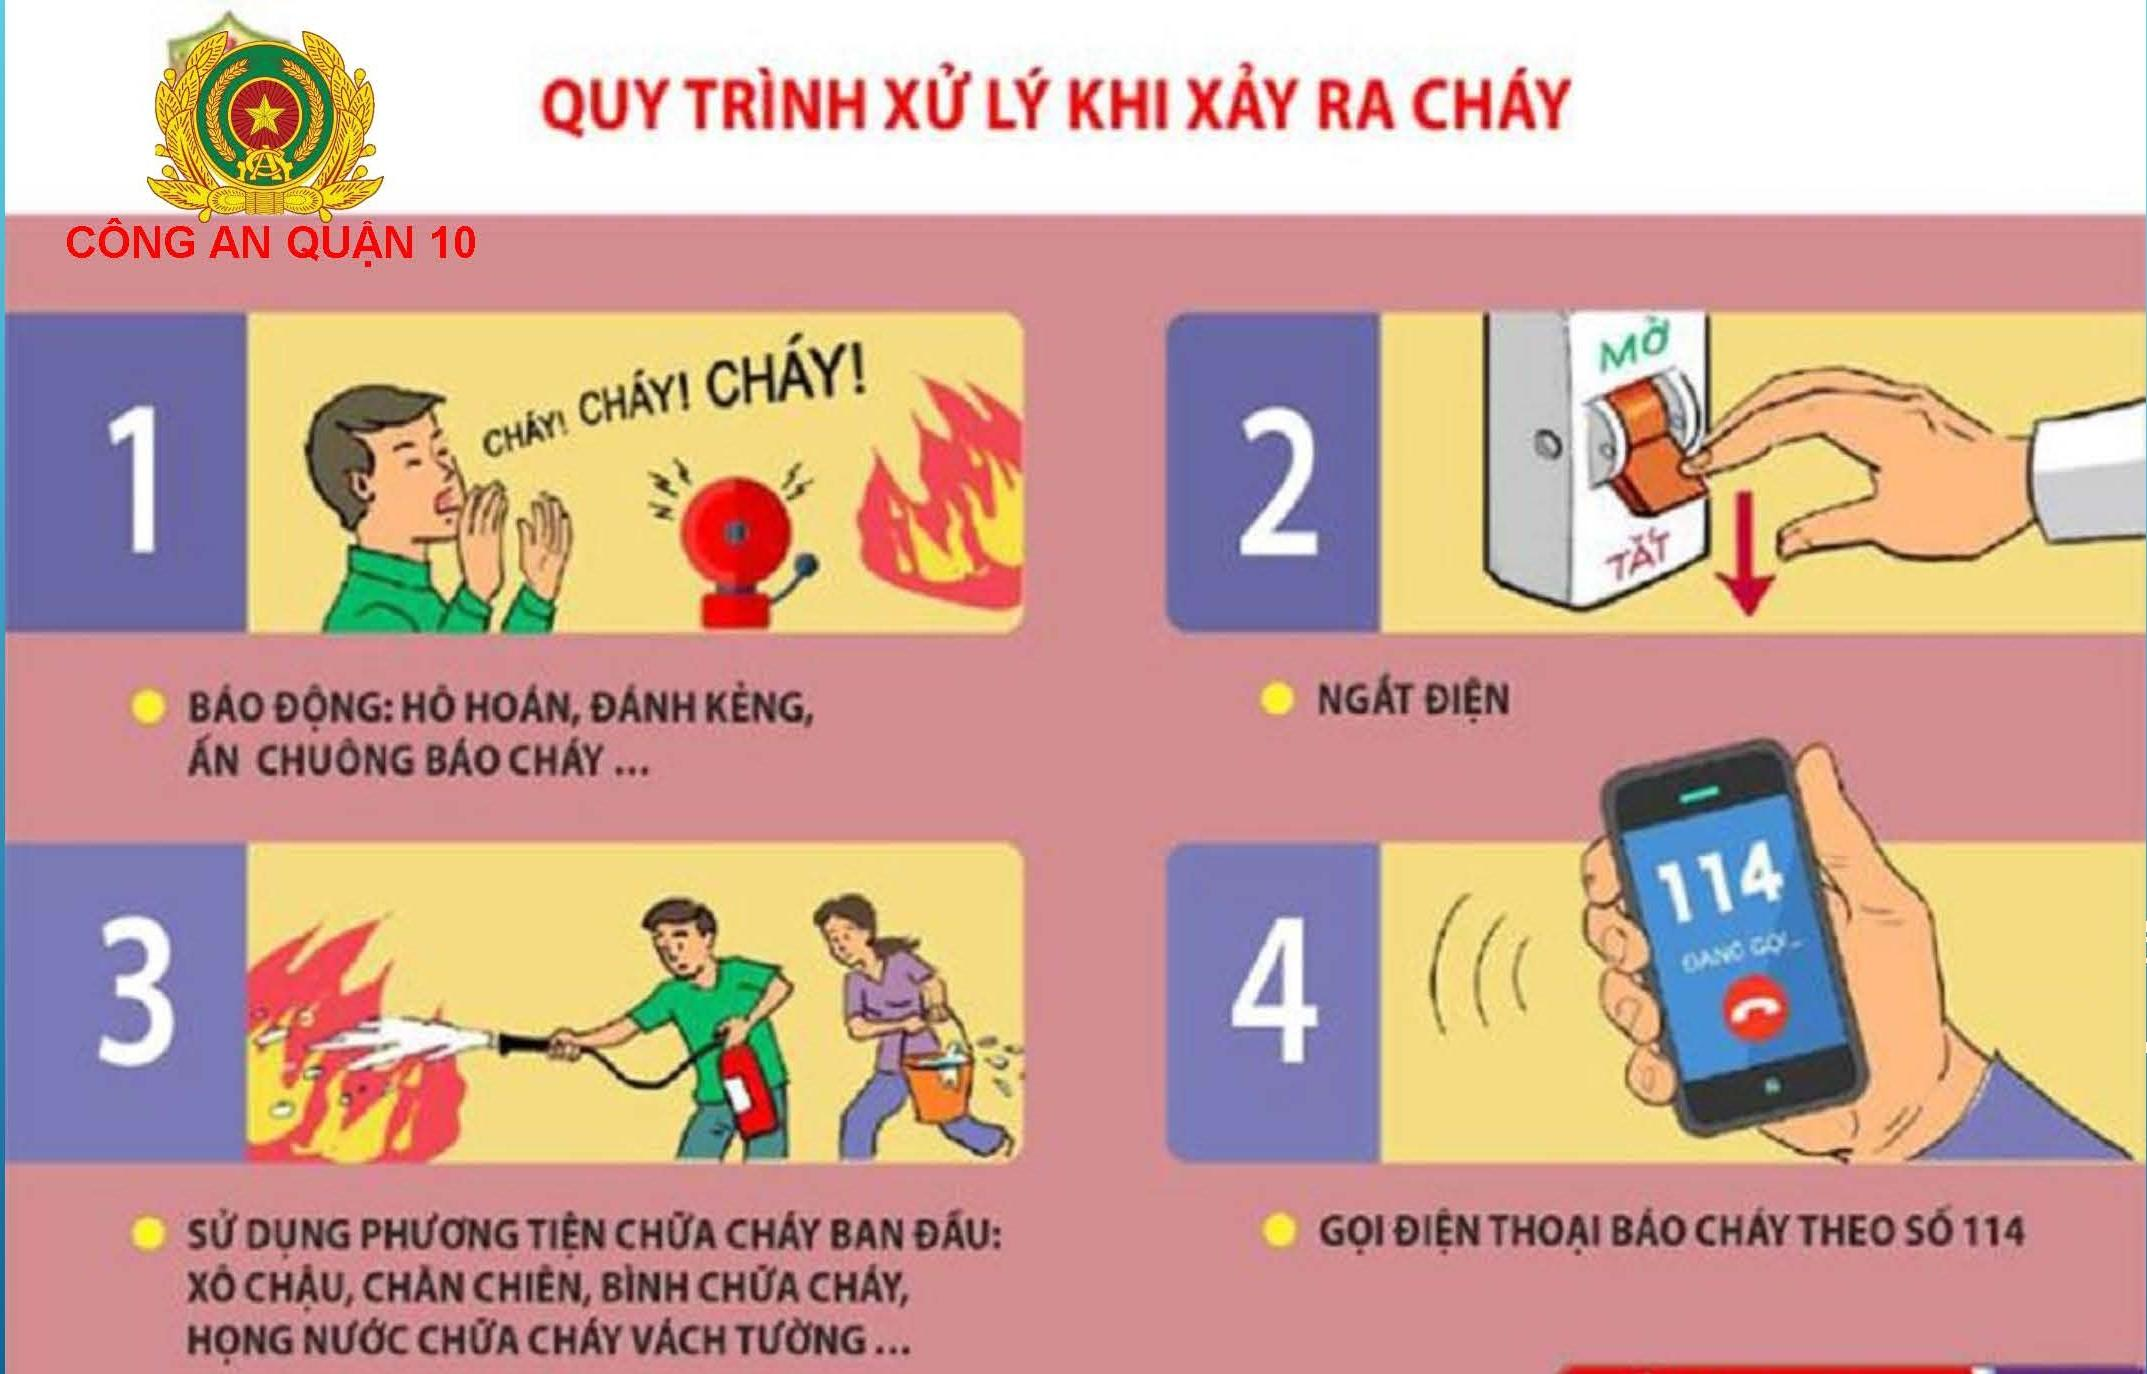 QUY TRÌNH XỬ LÝ KHI XẢY RA CHÁY
CÔNG AN QUẬN 10
1
CHÁY! CHÁY! CHÁY!
2
MỞ
TẮT
BÁO ĐỘNG: HÔ HOÁN, ĐÁNH KẺNG,
ẤN CHUÔNG BÁO CHÁY ...
NGẮT ĐIỆN
3
4
114
ĐANG GỌI...
SỬ DỤNG PHƯƠNG TIỆN CHỮA CHÁY BAN ĐẦU:
XÔ CHẬU, CHĂN CHIÊN, BÌNH CHỮA CHÁY,
HỌNG NƯỚC CHỮA CHÁY VÁCH TƯỜNG ...
GỌI ĐIỆN THOẠI BÁO CHÁY THEO SỐ 114